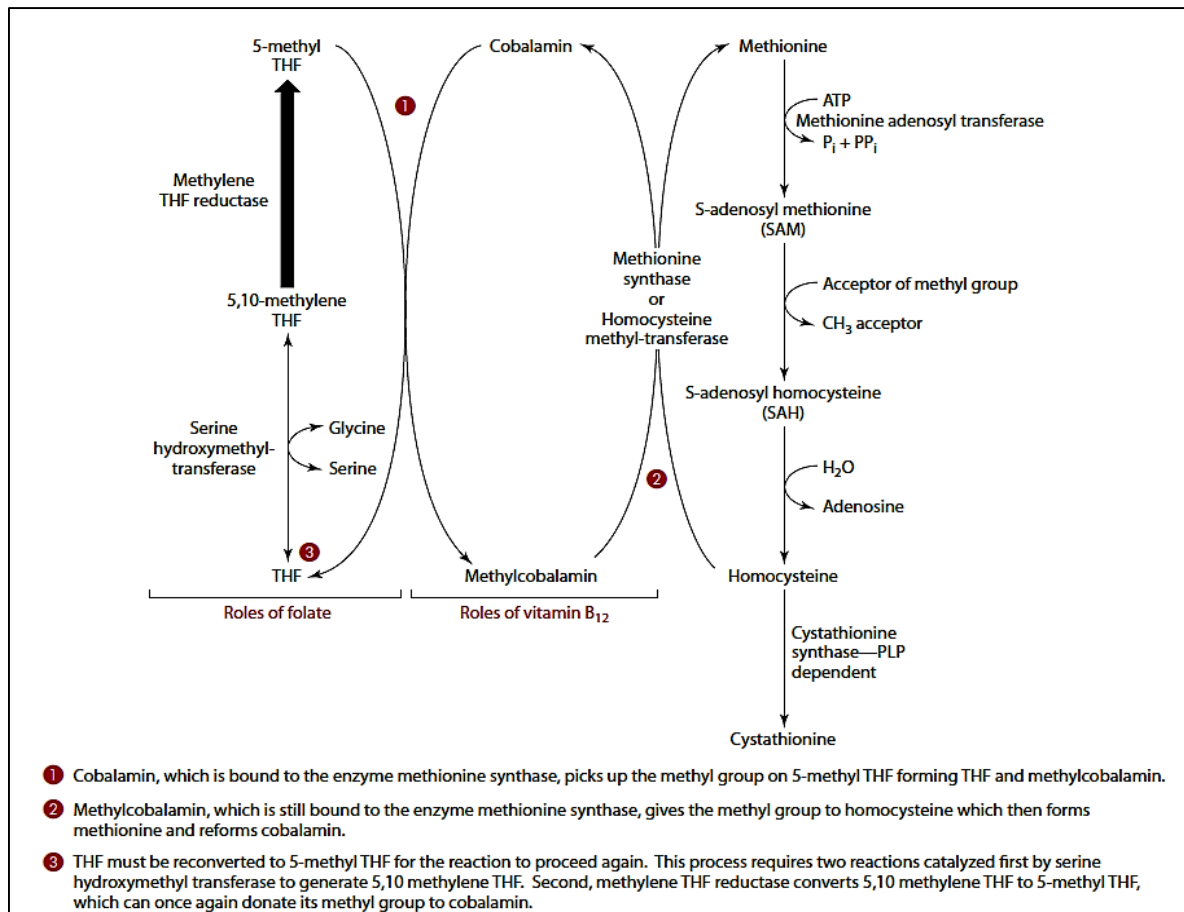 5-methyl
THF
Cobalamin
Methionine
1
ATP
Methionine adenosyl transferase
Pi + PPi
Methylene
THF reductase
S-adenosyl methionine
(SAM)
Methionine
synthase
or
Homocysteine
methyl-transferase
5,10-methylene
THF
Acceptor of methyl group
CH3 acceptor
S-adenosyl homocysteine
(SAH)
Serine
hydroxymethyl-
transferase
Glycine
Serine
2
H2O
Adenosine
3
THF
Methylcobalamin
Homocysteine
Roles of folate
Roles of vitamin B12
Cystathionine
synthase—PLP
dependent
Cystathionine
1 Cobalamin, which is bound to the enzyme methionine synthase, picks up the methyl group on 5-methyl THF forming THF and methylcobalamin.
2 Methylcobalamin, which is still bound to the enzyme methionine synthase, gives the methyl group to homocysteine which then forms
methionine and reforms cobalamin.
3 THF must be reconverted to 5-methyl THF for the reaction to proceed again. This process requires two reactions catalyzed first by serine
hydroxymethyl transferase to generate 5,10 methylene THF. Second, methylene THF reductase converts 5,10 methylene THF to 5-methyl THF,
which can once again donate its methyl group to cobalamin.